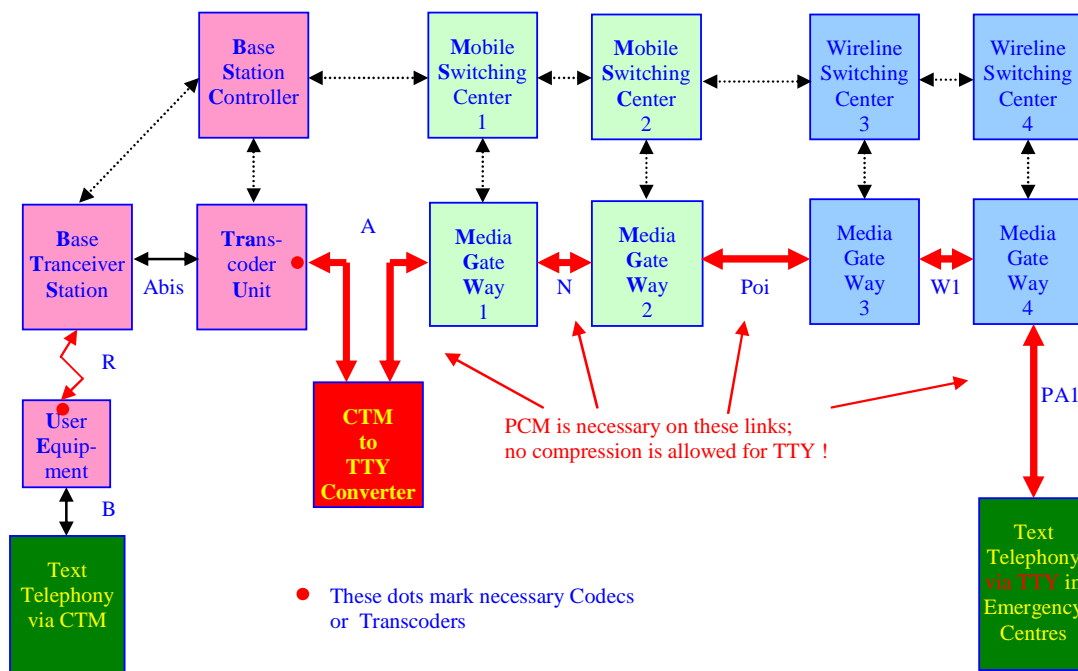 Base
Station
Controller
Mobile
Switching
Center
1
Mobile
Switching
Center
2
Wireline
Switching
Center
3
Wireline
Switching
Center
4
Base
Tranceiver
Station
Abis
Trans-
coder
Unit
A
Media
Gate
Way
1
N
Media
Gate
Way
2
Poi
Media
Gate
Way
3
W1
Media
Gate
Way
4
R
User
Equip-
ment
B
Text
Telephony
via CTM
CTM
to
TTY
Converter
PCM is necessary on these links;
no compression is allowed for TTY !
PA1
Text
Telephony
via TTY in
Emergency
Centres
These dots mark necessary Codecs
or Transcoders